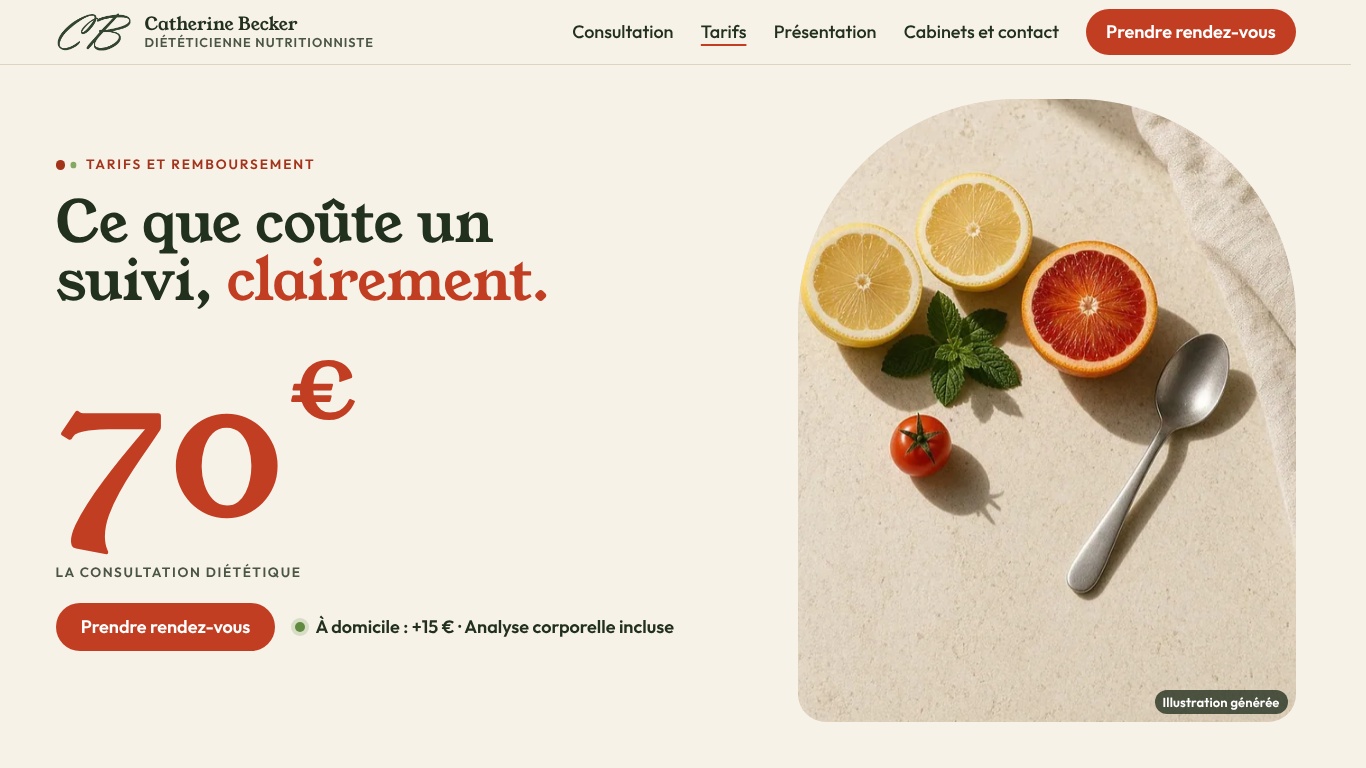 CB
Catherine Becker
DIÉTÉTICIENNE NUTRITIONNISTE
Consultation
Tarifs
Présentation
Cabinets et contact
Prendre rendez-vous
TARIFS ET REMBOURSEMENT
Ce que coûte un
suivi, clairement.
70 €
LA CONSULTATION DIÉTÉTIQUE
Prendre rendez-vous
À domicile : +15 € · Analyse corporelle incluse
Illustration générée